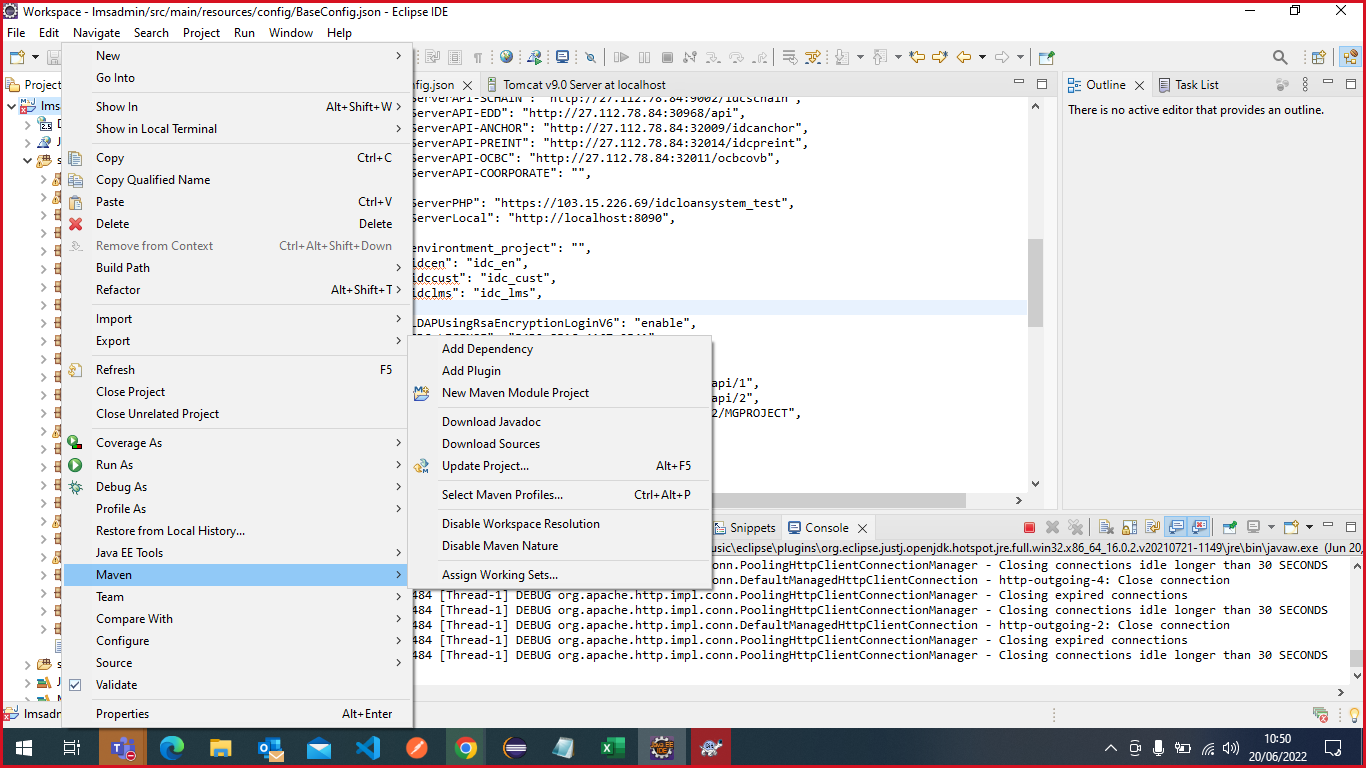 Workspace - lmsadmin/src/main/resources/config/BaseConfig.json - Eclipse IDE
File Edit Navigate Search Project Run Window Help
Project
fig.json
Tomcat v9.0 Server at localhost
Outline
Task List
There is no active editor that provides an outline.
lms
New
Go Into
Show In Alt+Shift+W
Show in Local Terminal
Copy Ctrl+C
Copy Qualified Name
Paste Ctrl+V
Delete Delete
Remove from Context Ctrl+Alt+Shift+Down
Build Path
Refactor Alt+Shift+T
Import
Export
Refresh F5
Close Project
Close Unrelated Project
Coverage As
Run As
Debug As
Profile As
Restore from Local History...
Java EE Tools
Maven
Team
Compare With
Configure
Source
Validate
Properties Alt+Enter
ServerAPI-SCHAIN": "http://27.112.78.84:9002/idcschain",
ServerAPI-EDD": "http://27.112.78.84:30968/api",
ServerAPI-ANCHOR": "http://27.112.78.84:32009/idcanchor",
ServerAPI-PREINT": "http://27.112.78.84:32014/idcpreint",
ServerAPI-OCBC": "http://27.112.78.84:32011/ocbcovb",
ServerAPI-COORPORATE": "",
ServerPHP": "https://103.15.226.69/idcloansystem_test",
ServerLocal": "http://localhost:8090",
environtment_project": "",
idcen": "idc_en",
idccust": "idc_cust",
idclms": "idc_lms",
LDAPUsingRsaEncryptionLoginV6": "enable",
api/1",
api/2",
2/MGPROJECT",
Add Dependency
Add Plugin
New Maven Module Project
Download Javadoc
Download Sources
Update Project... Alt+F5
Select Maven Profiles... Ctrl+Alt+P
Disable Workspace Resolution
Disable Maven Nature
Assign Working Sets...
Snippets
Console
usic\eclipse\plugins\org.eclipse.justj.openjdk.hotspot.jre.full.win32.x86_64_16.0.2.v20210721-1149\jre\bin\javaw.exe (Jun 20,
.conn.PoolingHttpClientConnectionManager - Closing connections idle longer than 30 SECONDS
.conn.DefaultManagedHttpClientConnection - http-outgoing-4: Close connection
484 [Thread-1] DEBUG org.apache.http.impl.conn.PoolingHttpClientConnectionManager - Closing expired connections
484 [Thread-1] DEBUG org.apache.http.impl.conn.PoolingHttpClientConnectionManager - Closing connections idle longer than 30 SECONDS
484 [Thread-1] DEBUG org.apache.http.impl.conn.DefaultManagedHttpClientConnection - http-outgoing-2: Close connection
484 [Thread-1] DEBUG org.apache.http.impl.conn.PoolingHttpClientConnectionManager - Closing expired connections
484 [Thread-1] DEBUG org.apache.http.impl.conn.PoolingHttpClientConnectionManager - Closing connections idle longer than 30 SECONDS
lmsadm
10:50
20/06/2022